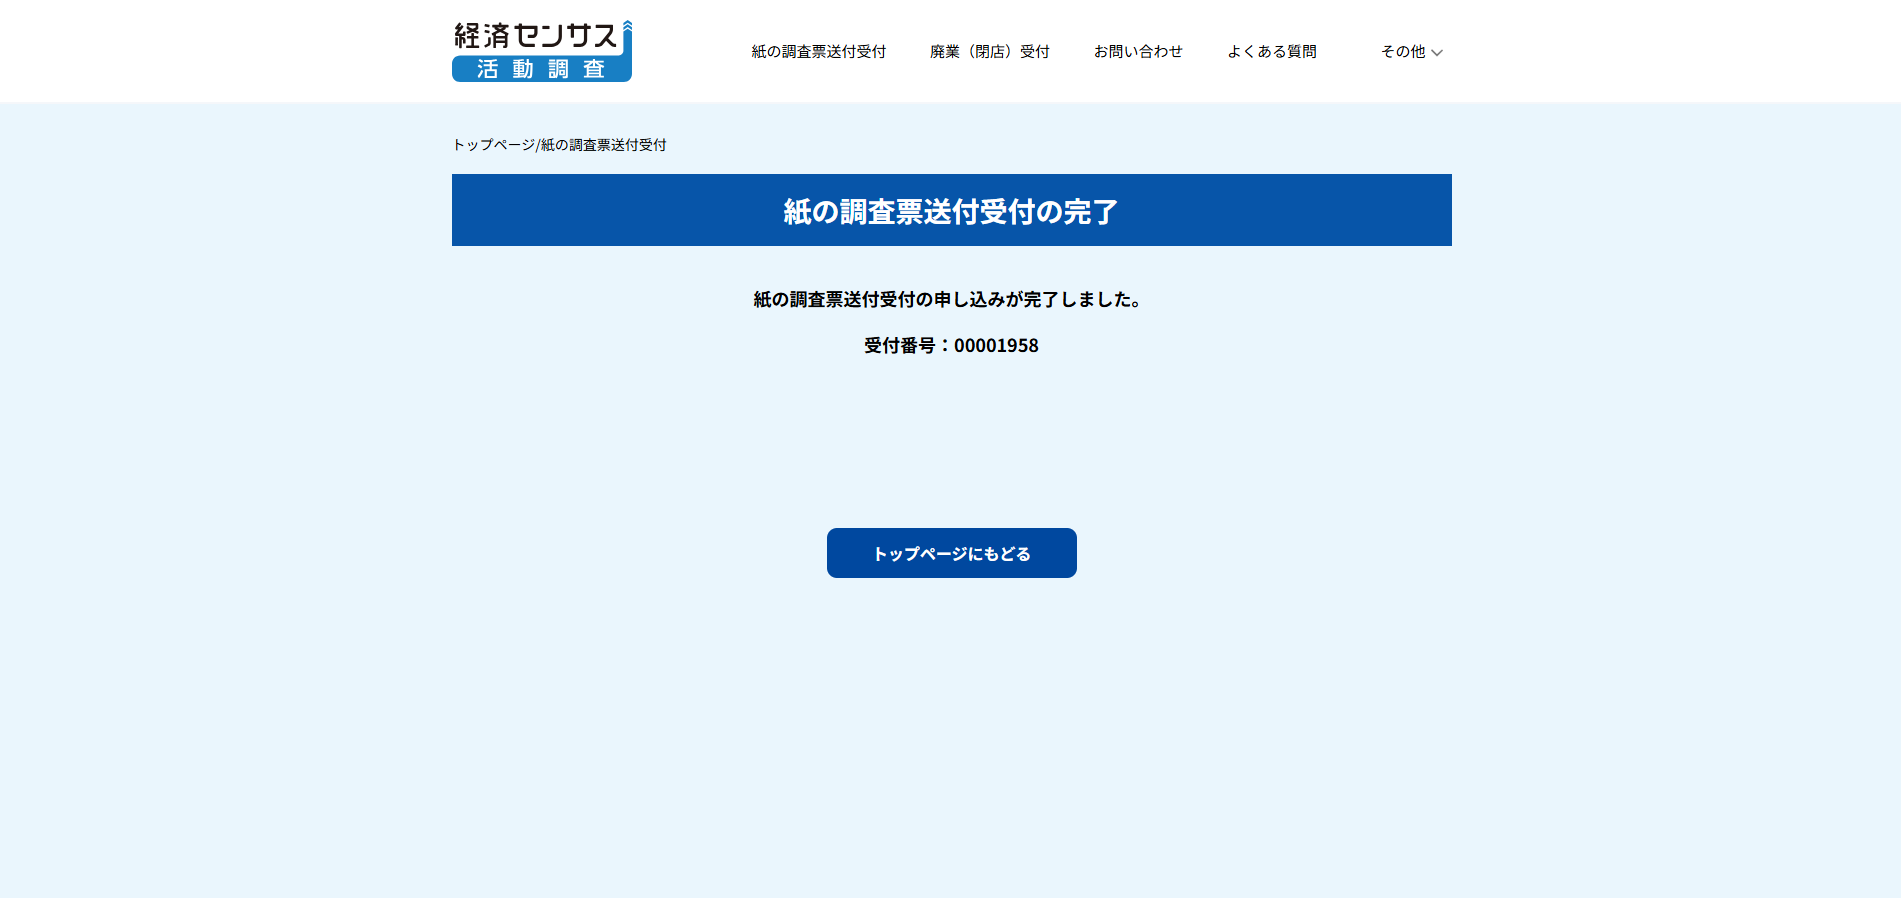 経済センサス
活動調査
紙の調査票送付受付
廃業（閉店）受付
お問い合わせ
よくある質問
その他
トップページ/紙の調査票送付受付
紙の調査票送付受付の完了
紙の調査票送付受付の申し込みが完了しました。
受付番号：00001958
トップページにもどる